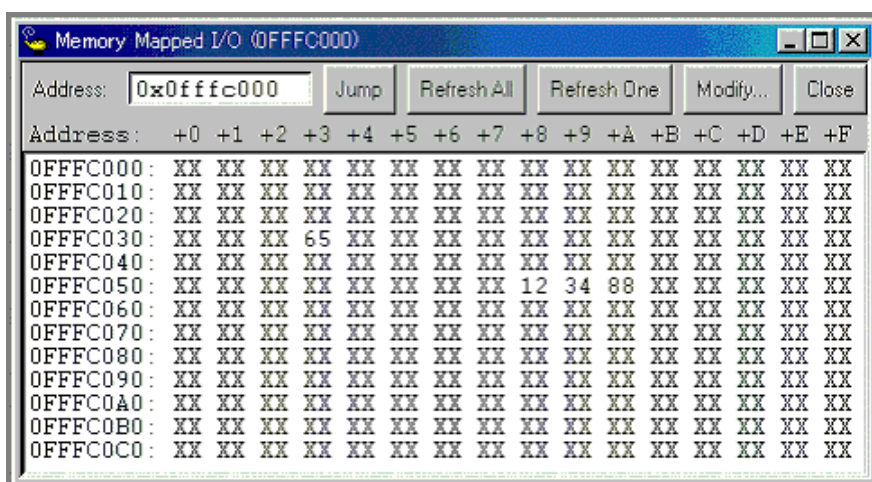 Memory Mapped I/O (0FFFC000)
Address: 0x0fffc000 Jump Refresh All Refresh One Modify... Close
Address: +0 +1 +2 +3 +4 +5 +6 +7 +8 +9 +A +B +C +D +E +F
0FFFC000: XX XX XX XX XX XX XX XX XX XX XX XX XX XX XX XX
0FFFC010: XX XX XX XX XX XX XX XX XX XX XX XX XX XX XX XX
0FFFC020: XX XX XX XX XX XX XX XX XX XX XX XX XX XX XX XX
0FFFC030: XX XX XX 65 XX XX XX XX XX XX XX XX XX XX XX XX
0FFFC040: XX XX XX XX XX XX XX XX XX XX XX XX XX XX XX XX
0FFFC050: XX XX XX XX XX XX XX XX 12 34 88 XX XX XX XX XX
0FFFC060: XX XX XX XX XX XX XX XX XX XX XX XX XX XX XX XX
0FFFC070: XX XX XX XX XX XX XX XX XX XX XX XX XX XX XX XX
0FFFC080: XX XX XX XX XX XX XX XX XX XX XX XX XX XX XX XX
0FFFC090: XX XX XX XX XX XX XX XX XX XX XX XX XX XX XX XX
0FFFC0A0: XX XX XX XX XX XX XX XX XX XX XX XX XX XX XX XX
0FFFC0B0: XX XX XX XX XX XX XX XX XX XX XX XX XX XX XX XX
0FFFC0C0: XX XX XX XX XX XX XX XX XX XX XX XX XX XX XX XX